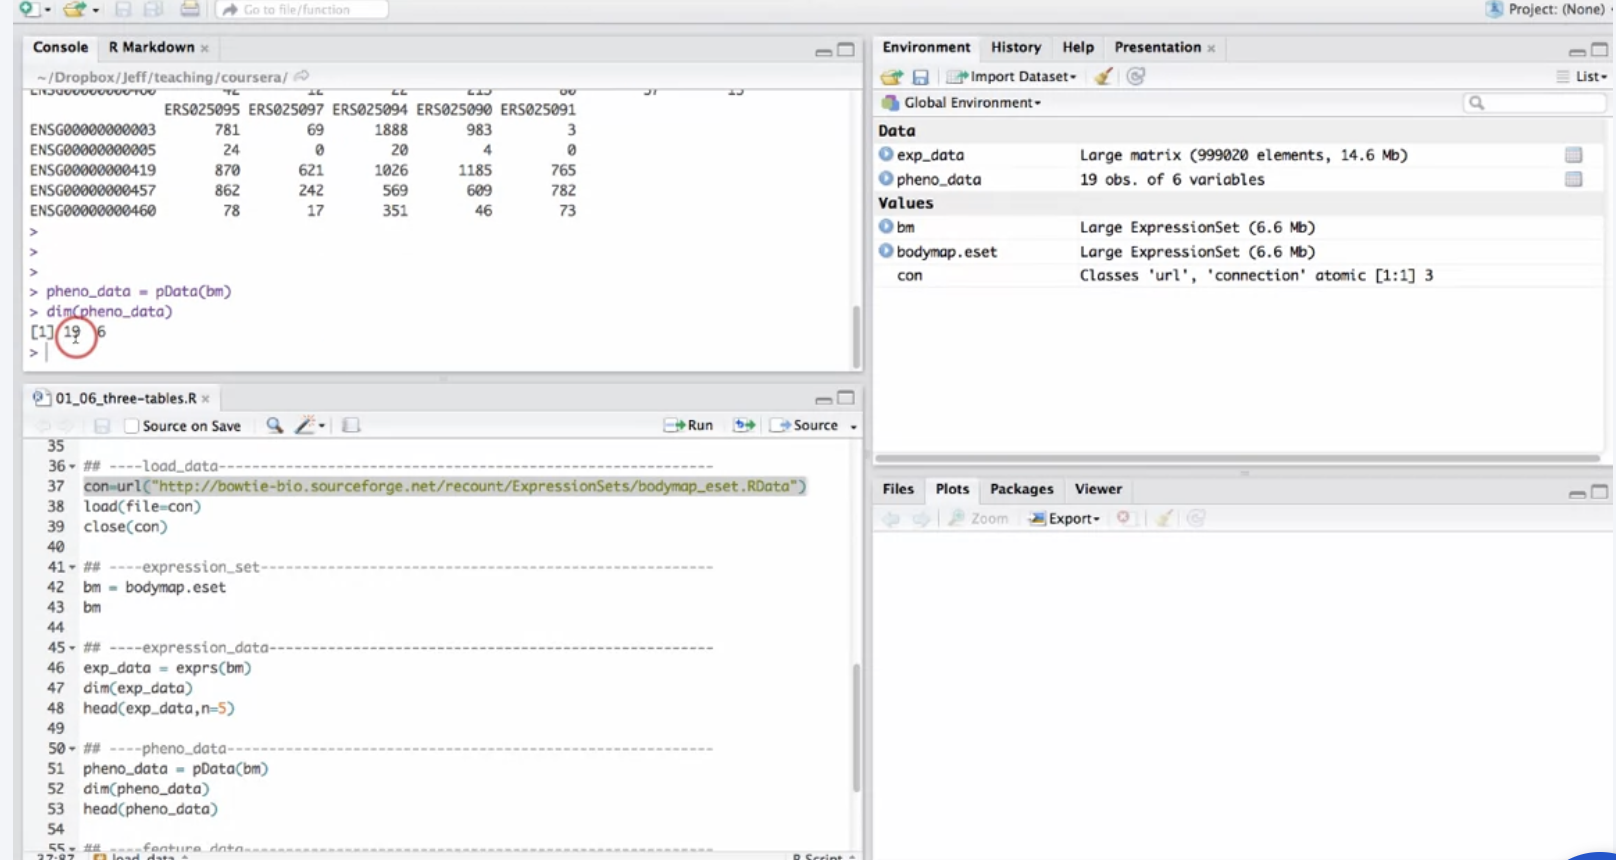 Go to file/function
Project: (None)
Console R Markdown ×
~/Dropbox/Jeff/teaching/coursera/
ENSG00000000460 42 12 22 213 80 37 13
ERS025095 ERS025097 ERS025094 ERS025090 ERS025091
ENSG00000000003 781 69 1888 983 3
ENSG00000000005 24 0 20 4 0
ENSG00000000419 870 621 1026 1185 765
ENSG00000000457 862 242 569 609 782
ENSG00000000460 78 17 351 46 73
>
>
>
> pheno_data = pData(bm)
> dim(pheno_data)
[1] 19 6
>
01_06_three-tables.R ×
Source on Save Run Source
35
36 ## ----load_data------------------------------------------------------------
37 con=url("http://bowtie-bio.sourceforge.net/recount/ExpressionSets/bodymap_eset.RData")
38 load(file=con)
39 close(con)
40
41 ## ----expression_set-------------------------------------------------------
42 bm = bodymap.eset
43 bm
44
45 ## ----expression_data------------------------------------------------------
46 exp_data = exprs(bm)
47 dim(exp_data)
48 head(exp_data,n=5)
49
50 ## ----pheno_data-----------------------------------------------------------
51 pheno_data = pData(bm)
52 dim(pheno_data)
53 head(pheno_data)
54
55 ## ----feature_data---------------------------------------------------------
37:87 load_data R Script
Environment History Help Presentation ×
Import Dataset List
Global Environment
Data
exp_data Large matrix (999020 elements, 14.6 Mb)
pheno_data 19 obs. of 6 variables
Values
bm Large ExpressionSet (6.6 Mb)
bodymap.eset Large ExpressionSet (6.6 Mb)
con Classes 'url', 'connection' atomic [1:1] 3
Files Plots Packages Viewer
Zoom Export